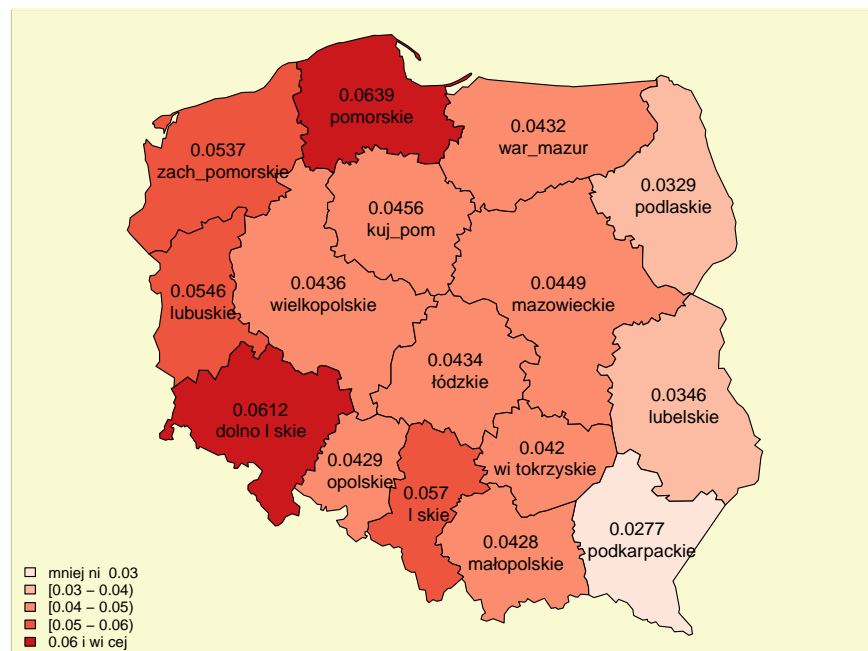 0.0639
pomorskie
0.0432
war_mazur
0.0537
zach_pomorskie
0.0329
podlaskie
0.0456
kuj_pom
0.0449
mazowieckie
0.0436
wielkopolskie
0.0546
lubuskie
0.0434
łódzkie
0.0346
lubelskie
0.0612
dolno l skie
0.042
wi tokrzyskie
0.0429
opolskie
0.057
l skie
0.0277
podkarpackie
0.0428
małopolskie
mniej ni 0.03
[0.03 – 0.04)
[0.04 – 0.05)
[0.05 – 0.06)
0.06 i wi cej